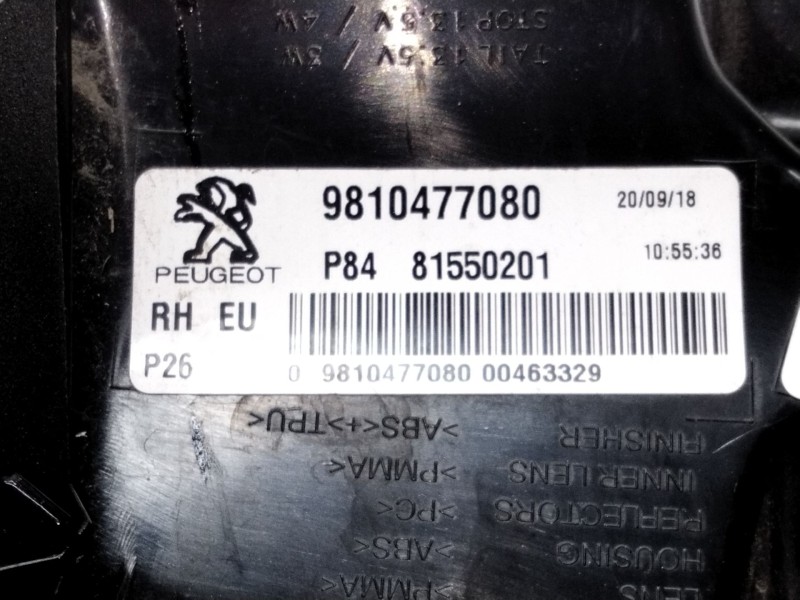 STOP 13,5V / 4W
TAIL 13,5V / 3W
9810477080
20/09/18
PEUGEOT
P84 81550201
10:55:36
RH EU
P26
0 9810477080 00463329
FINISHER >ABS<+>TPU<
INNER LENS >PMMA<
REFLECTORS >PC<
HOUSING >ABS<
LENS >PMMA<